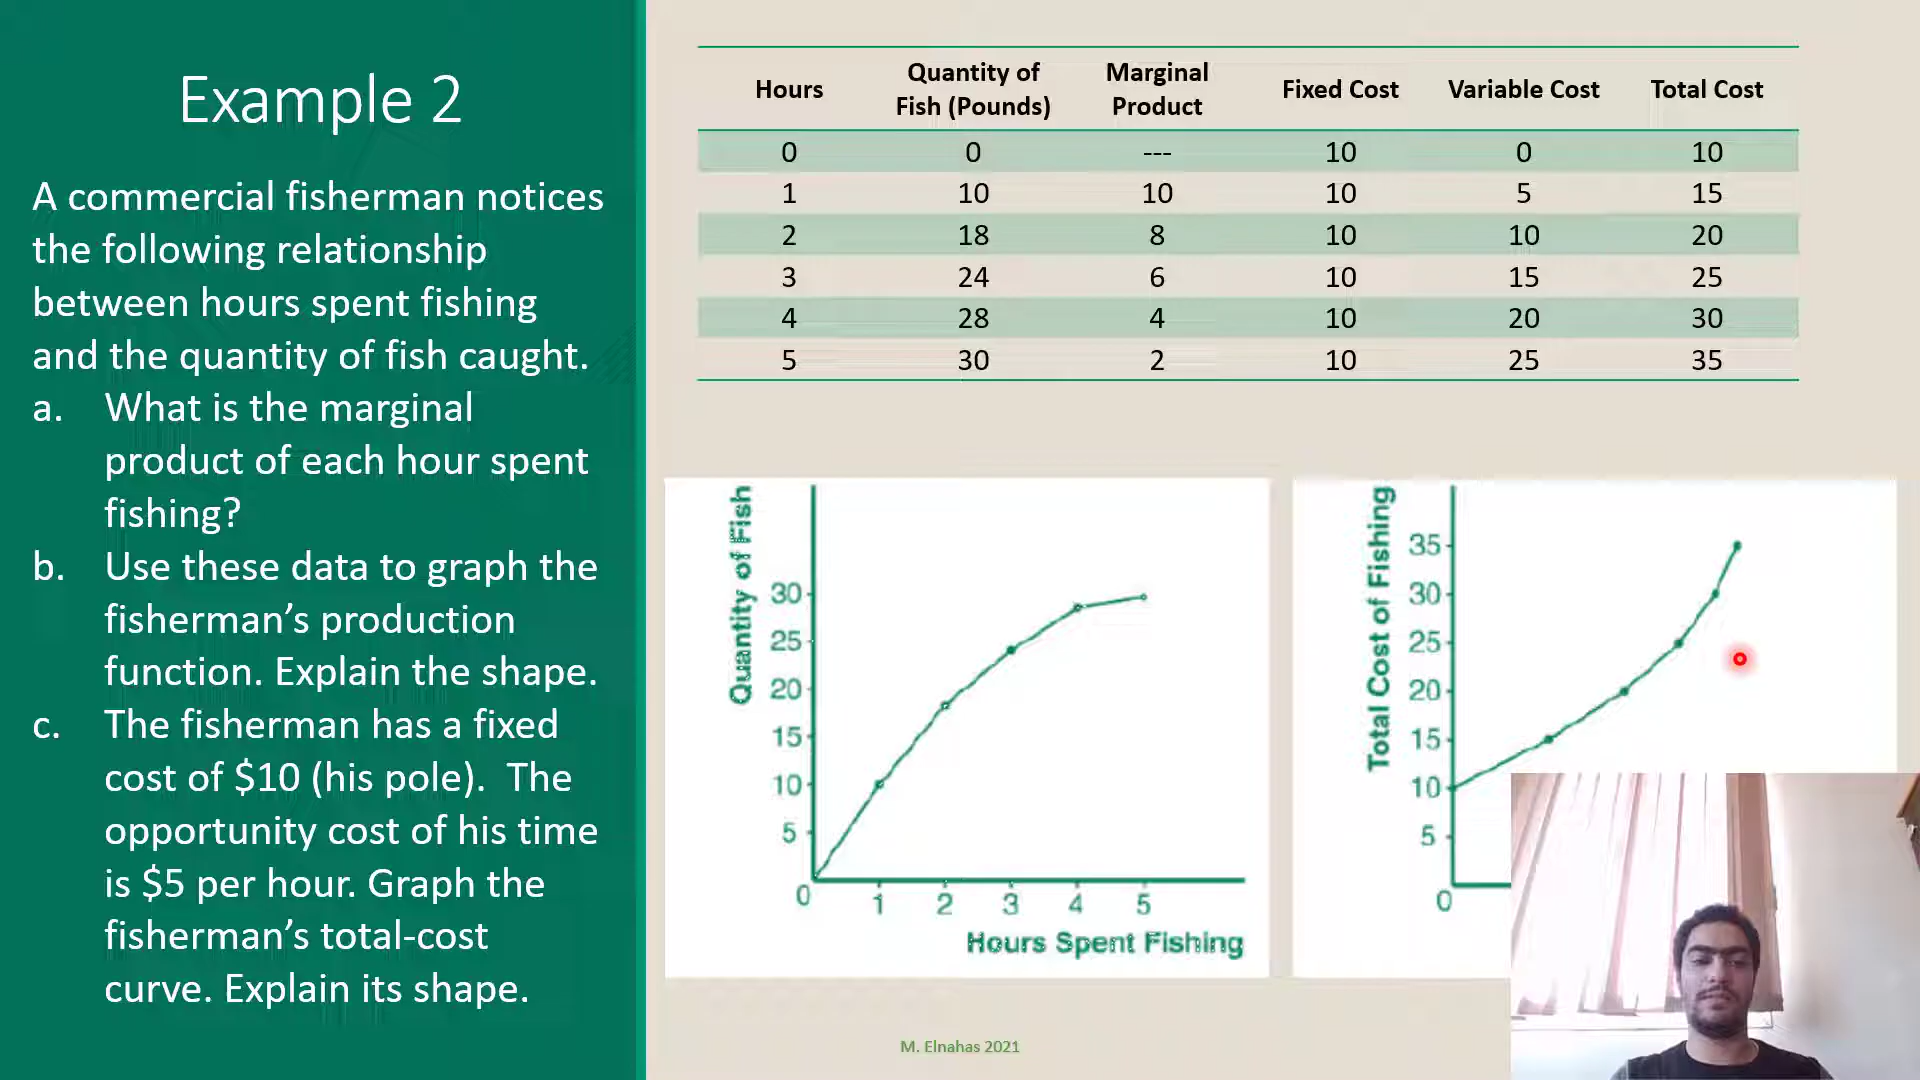 Example 2
A commercial fisherman notices
the following relationship
between hours spent fishing
and the quantity of fish caught.
a. What is the marginal
product of each hour spent
fishing?
b. Use these data to graph the
fisherman’s production
function. Explain the shape.
c. The fisherman has a fixed
cost of $10 (his pole). The
opportunity cost of his time
is $5 per hour. Graph the
fisherman’s total-cost
curve. Explain its shape.
Hours Quantity of Fish (Pounds) Marginal Product Fixed Cost Variable Cost Total Cost
0 0 --- 10 0 10
1 10 10 10 5 15
2 18 8 10 10 20
3 24 6 10 15 25
4 28 4 10 20 30
5 30 2 10 25 35
Quantity of Fish
30
25
20
15
10
5
0
1 2 3 4 5
Hours Spent Fishing
Total Cost of Fishing
35
30
25
20
15
10
5
0
M. Elnahas 2021